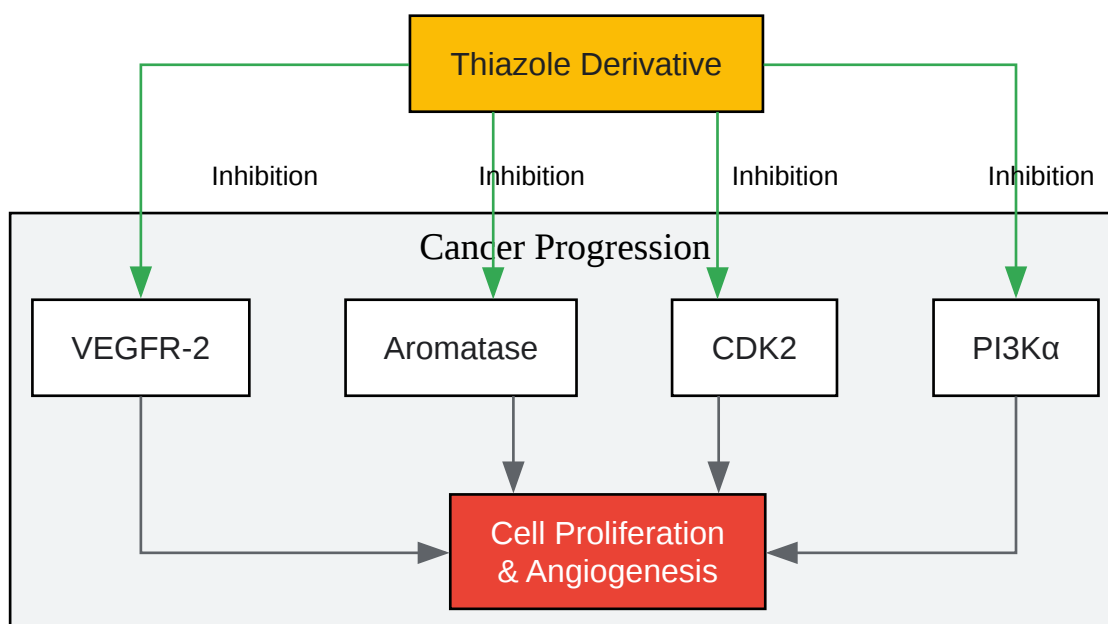 Thiazole Derivative
Inhibition
Inhibition
Inhibition
Inhibition
Cancer Progression
VEGFR-2
Aromatase
CDK2
PI3Kα
Cell Proliferation
& Angiogenesis